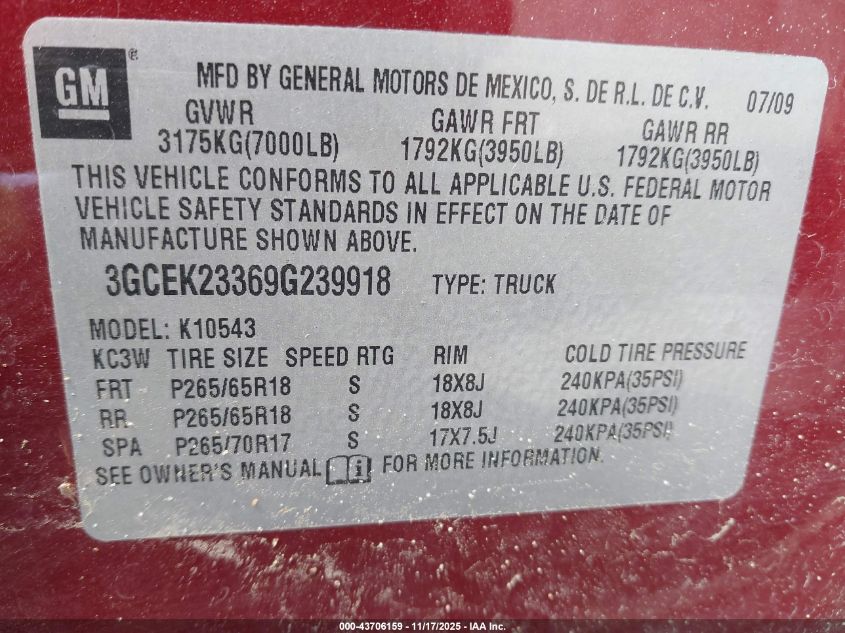 GM ®
MFD BY GENERAL MOTORS DE MEXICO, S. DE R.L. DE C.V. 07/09
GVWR GAWR FRT GAWR RR
3175KG(7000LB) 1792KG(3950LB) 1792KG(3950LB)
THIS VEHICLE CONFORMS TO ALL APPLICABLE U.S. FEDERAL MOTOR
VEHICLE SAFETY STANDARDS IN EFFECT ON THE DATE OF
MANUFACTURE SHOWN ABOVE.
3GCEK23369G239918 TYPE: TRUCK
MODEL: K10543
KC3W TIRE SIZE SPEED RTG RIM COLD TIRE PRESSURE
FRT P265/65R18 S 18X8J 240KPA(35PSI)
RR P265/65R18 S 18X8J 240KPA(35PSI)
SPA P265/70R17 S 17X7.5J 240KPA(35PSI)
SEE OWNER'S MANUAL i FOR MORE INFORMATION.
000-43706159 — 11/17/2025 — IAA Inc.